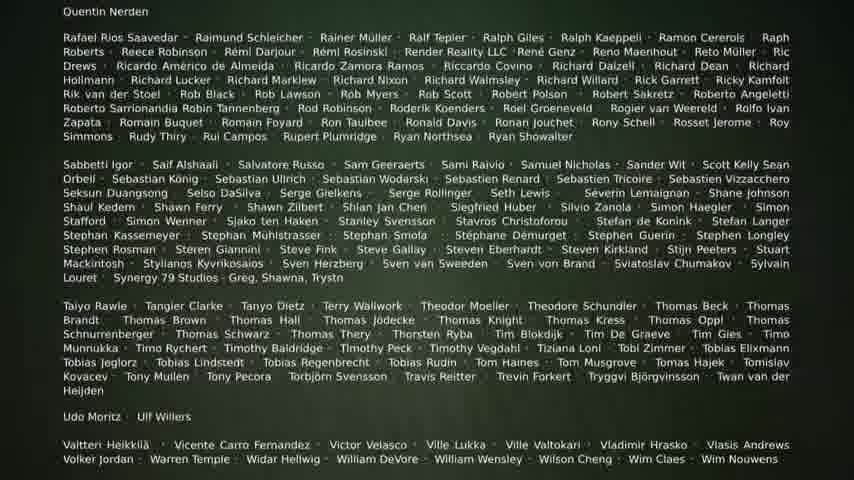 Quentin Nerden
Rafael Rios Saavedar · Raimund Schleicher · Rainer Müller · Ralf Tepler · Ralph Giles · Ralph Kaeppeli · Ramon Cererols · Raph
Roberts · Reece Robinson · Rémi Darjour · Rémi Rosinski · Render Reality LLC · René Genz · Reno Maenhout · Reto Müller · Ric
Drews · Ricardo Américo de Almeida · Ricardo Zamora Ramos · Riccardo Covino · Richard Dalzell · Richard Dean · Richard
Hollmann · Richard Lucker · Richard Marklew · Richard Nixon · Richard Walmsley · Richard Willard · Rick Garrett · Ricky Kamfolt
Rik van der Stoel · Rob Black · Rob Lawson · Rob Myers · Rob Scott · Robert Polson · Robert Sakretz · Roberto Angeletti
Roberto Sarrionandia Robin Tannenberg · Rod Robinson · Roderik Koenders · Roel Groeneveld · Rogier van Weereld · Rolfo Ivan
Zapata · Romain Buquet · Romain Foyard · Ron Taulbee · Ronald Davis · Ronan Jouchet · Rony Schell · Rosset Jerome · Roy
Simmons · Rudy Thiry · Rui Campos · Rupert Plumridge · Ryan Northsea · Ryan Showalter
Sabbetti Igor · Saif Alshaali · Salvatore Russo · Sam Geeraerts · Sami Raivio · Samuel Nicholas · Sander Wit · Scott Kelly Sean
Orbell · Sebastian König · Sebastian Ullrich · Sebastian Wodarski · Sebastien Renard · Sebastien Tricoire · Sebastien Vizzacchero
Seksun Duangsong · Selso DaSilva · Serge Gielkens · Serge Rollinger · Seth Lewis · Séverin Lemaignan · Shane Johnson
Shaul Kedem · Shawn Ferry · Shawn Zilbert · Shian Jan Chen · Siegfried Huber · Silvio Zanola · Simon Haegler · Simon
Stafford · Simon Wenner · Sjako ten Haken · Stanley Svensson · Stavros Christoforou · Stefan de Konink · Stefan Langer
Stephan Kassemeyer · Stephan Mühlstrasser · Stephan Smola · Stéphane Démurget · Stephen Guerin · Stephen Longley
Stephen Rosman · Steren Giannini · Steve Fink · Steve Gallay · Steven Eberhardt · Steven Kirkland · Stijn Peeters · Stuart
Mackintosh · Stylianos Kyvrikosaios · Sven Herzberg · Sven van Sweeden · Sven von Brand · Sviatoslav Chumakov · Sylvain
Louret · Synergy 79 Studios - Greg, Shawna, Trystn
Taiyo Rawle · Tangier Clarke · Tanyo Dietz · Terry Wallwork · Theodor Moeller · Theodore Schundler · Thomas Beck · Thomas
Brandt · Thomas Brown · Thomas Hall · Thomas Jödecke · Thomas Knight · Thomas Kress · Thomas Oppl · Thomas
Schnurrenberger · Thomas Schwarz · Thomas Thery · Thorsten Ryba · Tim Blokdijk · Tim De Graeve · Tim Gies · Timo
Munnukka · Timo Rychert · Timothy Baldridge · Timothy Peck · Timothy Vegdahl · Tiziana Loni · Tobi Zimmer · Tobias Elixmann
Tobias Jeglorz · Tobias Lindstedt · Tobias Regenbrecht · Tobias Rudin · Tom Haines · Tom Musgrove · Tomas Hajek · Tomislav
Kovacev · Tony Mullen · Tony Pecora · Torbjörn Svensson · Travis Reitter · Trevin Forkert · Tryggvi Björgvinsson · Twan van der
Heijden
Udo Moritz · Ulf Willers
Valtteri Heikkilä · Vicente Carro Fernandez · Victor Velasco · Ville Lukka · Ville Valtokari · Vladimir Hrasko · Vlasis Andrews
Volker Jordan · Warren Temple · Widar Hellwig · William DeVore · William Wensley · Wilson Cheng · Wim Claes · Wim Nouwens